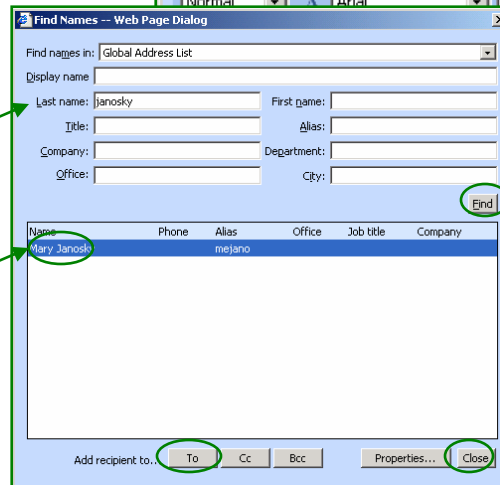 Normal A Arial
Find Names -- Web Page Dialog
Find names in: Global Address List
Display name
Last name: janosky First name:
Title: Alias:
Company: Department:
Office: City:
Find
Name Phone Alias Office Job title Company
Mary Janosky mejano
Add recipient to... To Cc Bcc Properties... Close